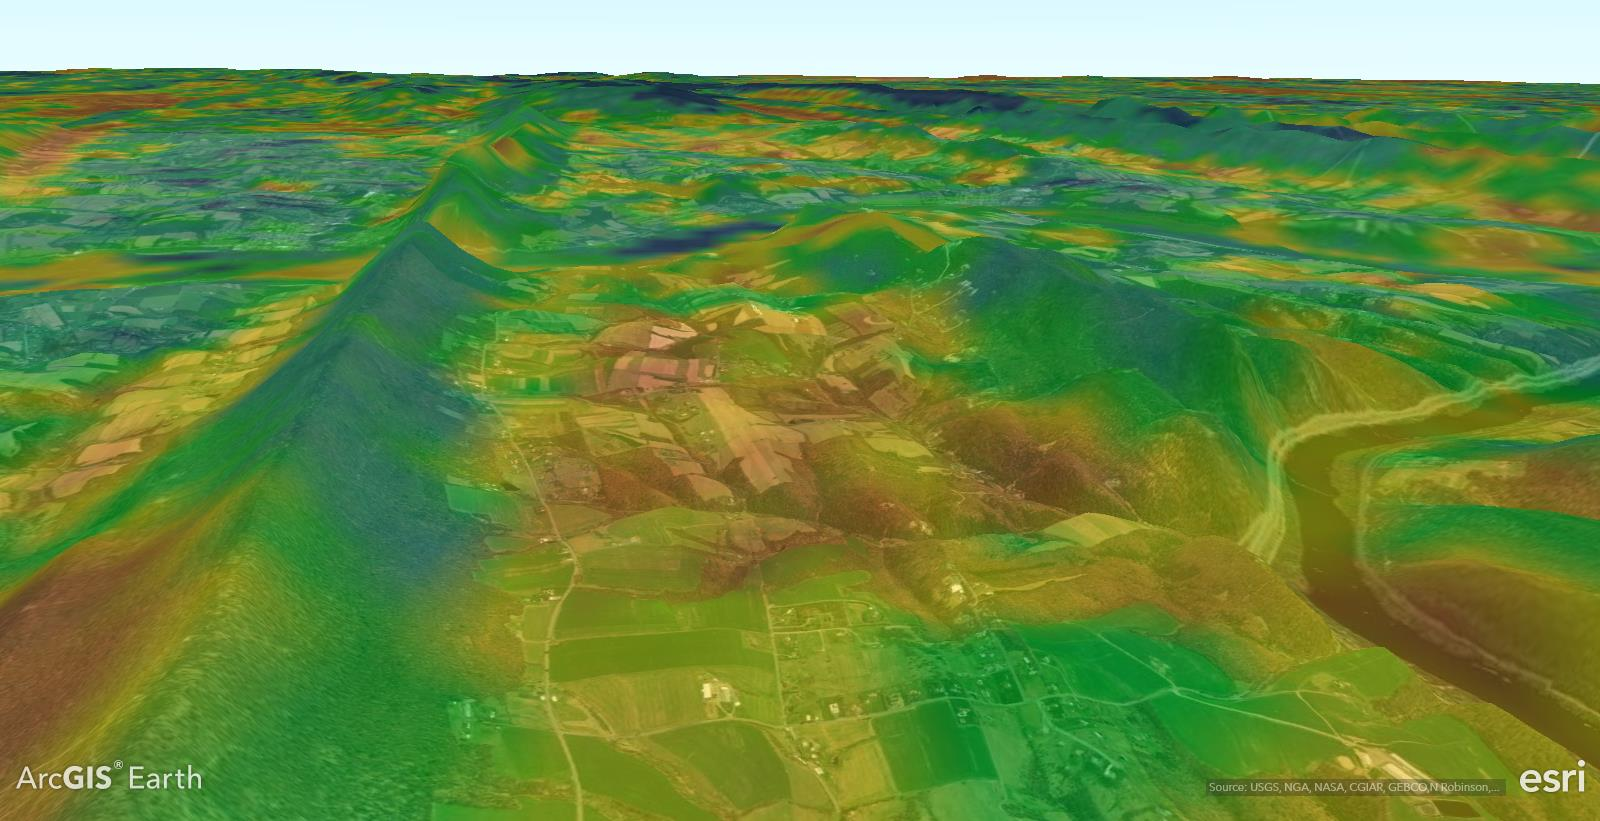 ArcGIS® Earth
Source: USGS, NGA, NASA, CGIAR, GEBCO,N Robinson,...
esri